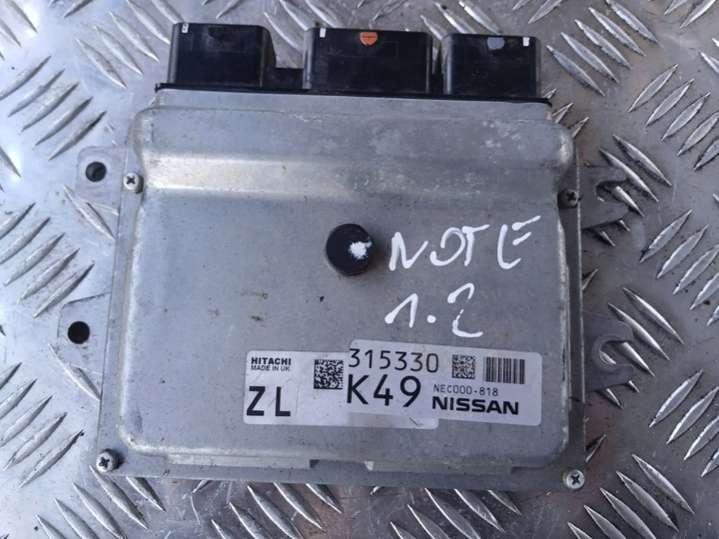 NOTE
1.2
HITACHI
MADE IN UK
315330
ZL
K49
NEC000-818
NISSAN